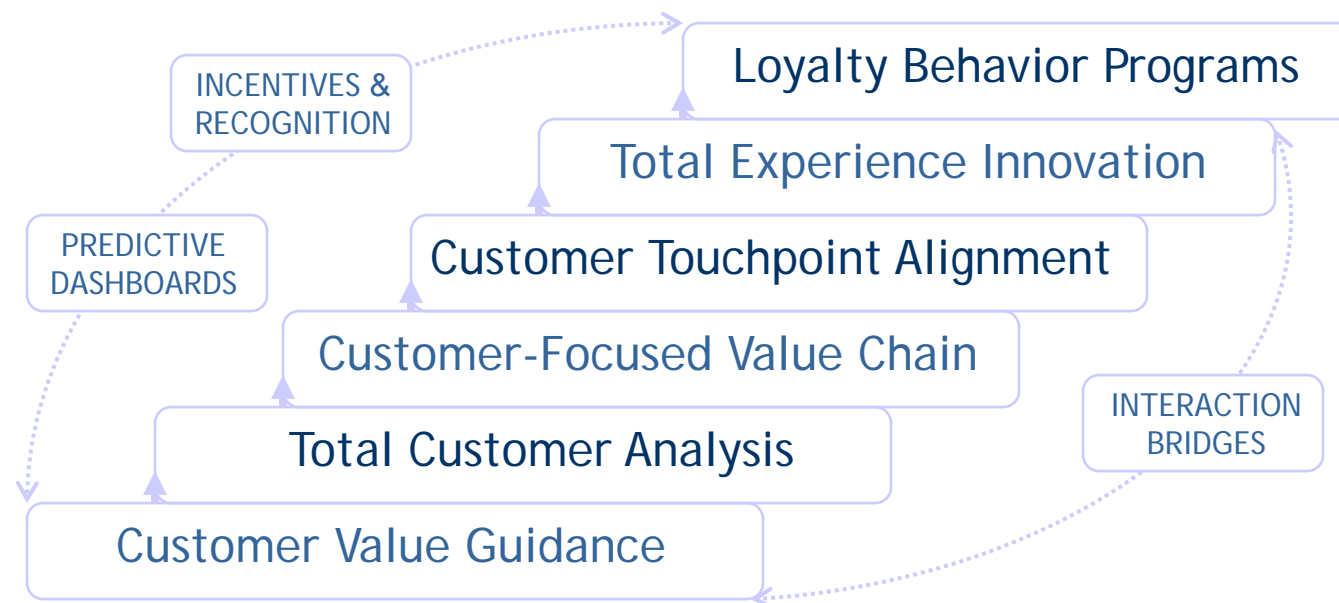 Loyalty Behavior Programs
INCENTIVES &
RECOGNITION
Total Experience Innovation
PREDICTIVE
DASHBOARDS
Customer Touchpoint Alignment
Customer-Focused Value Chain
INTERACTION
BRIDGES
Total Customer Analysis
Customer Value Guidance